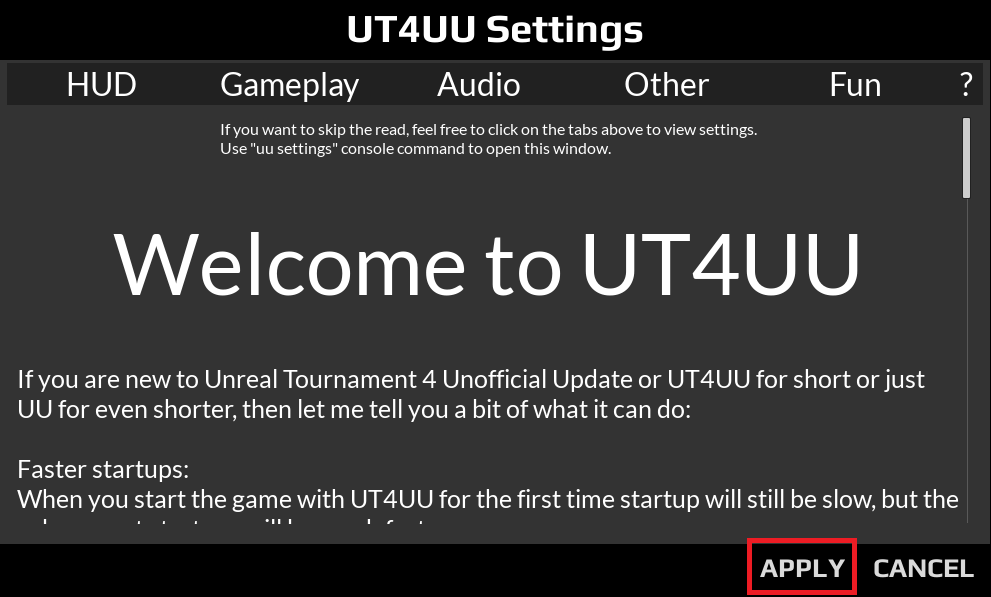 UT4UU Settings
HUD Gameplay Audio Other Fun ?
If you want to skip the read, feel free to click on the tabs above to view settings.
Use "uu settings" console command to open this window.
Welcome to UT4UU
If you are new to Unreal Tournament 4 Unofficial Update or UT4UU for short or just
UU for even shorter, then let me tell you a bit of what it can do:
Faster startups:
When you start the game with UT4UU for the first time startup will still be slow, but the
APPLY CANCEL